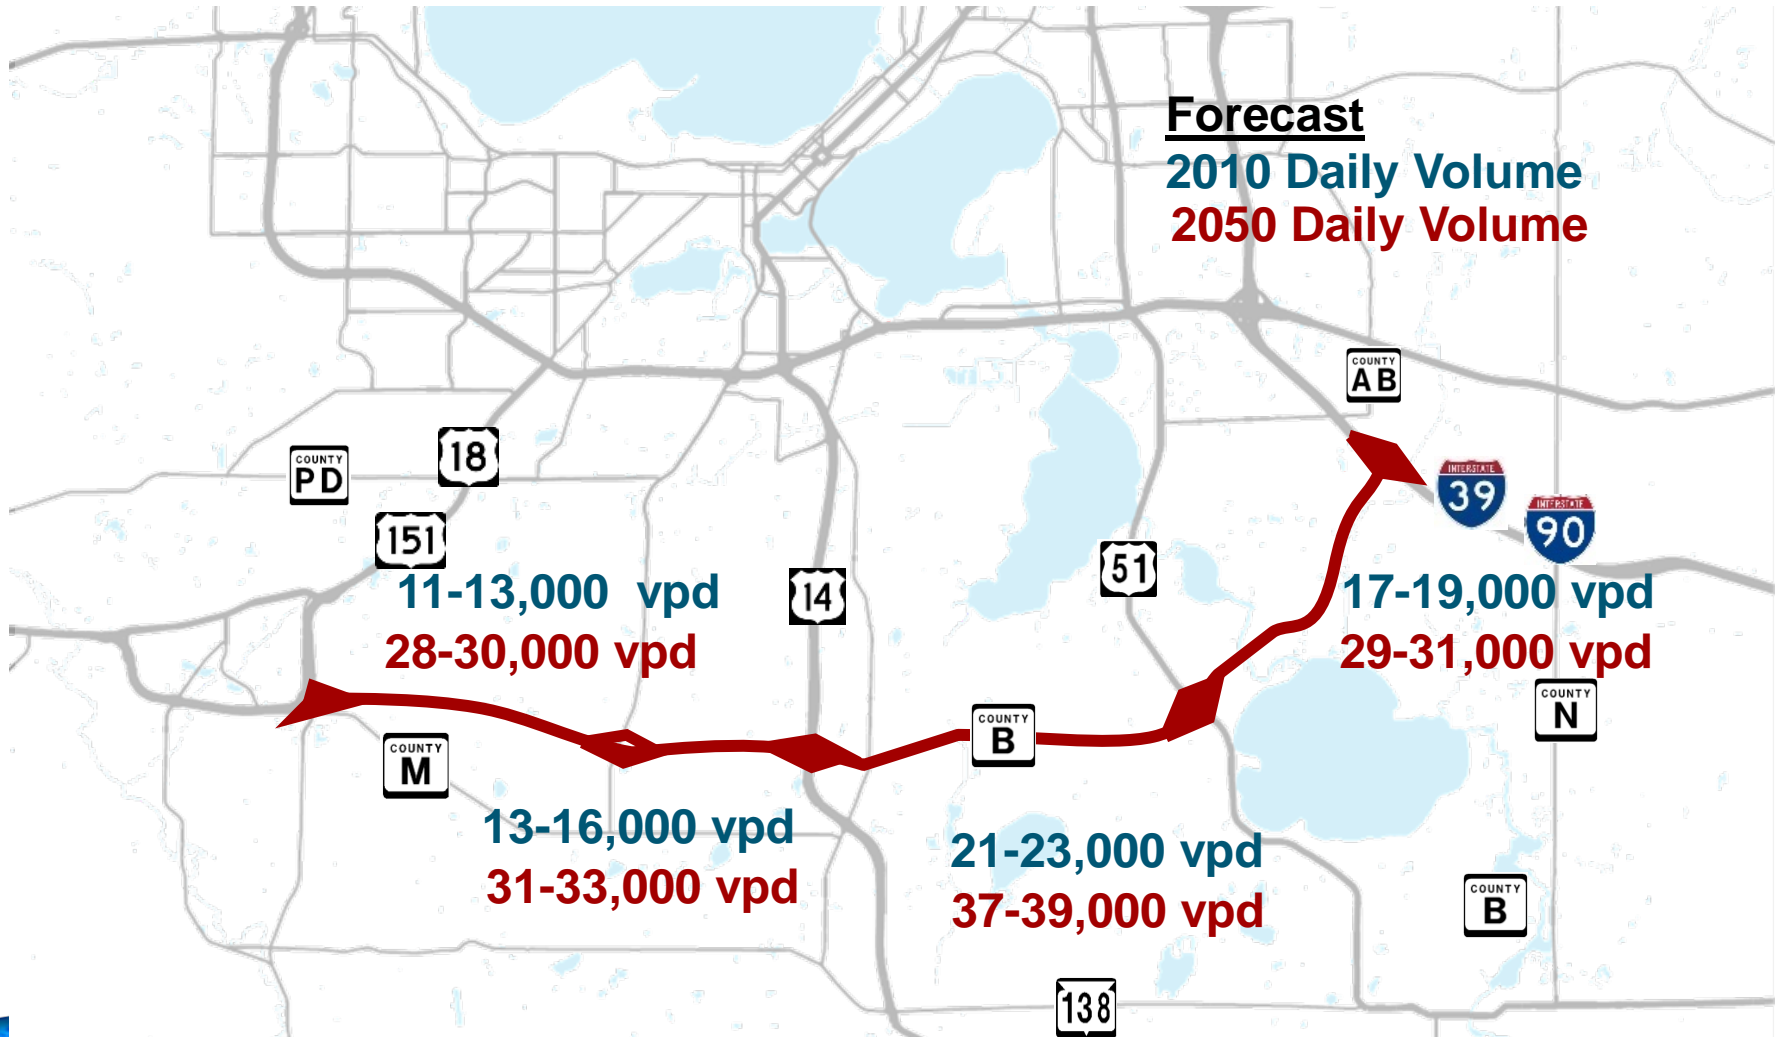 Forecast
2010 Daily Volume
2050 Daily Volume
COUNTY
AB
18
COUNTY
PD
INTERSTATE
39
INTERSTATE
90
151
51
14
11-13,000 vpd
28-30,000 vpd
17-19,000 vpd
29-31,000 vpd
COUNTY
N
COUNTY
B
COUNTY
M
13-16,000 vpd
31-33,000 vpd
21-23,000 vpd
37-39,000 vpd
COUNTY
B
138